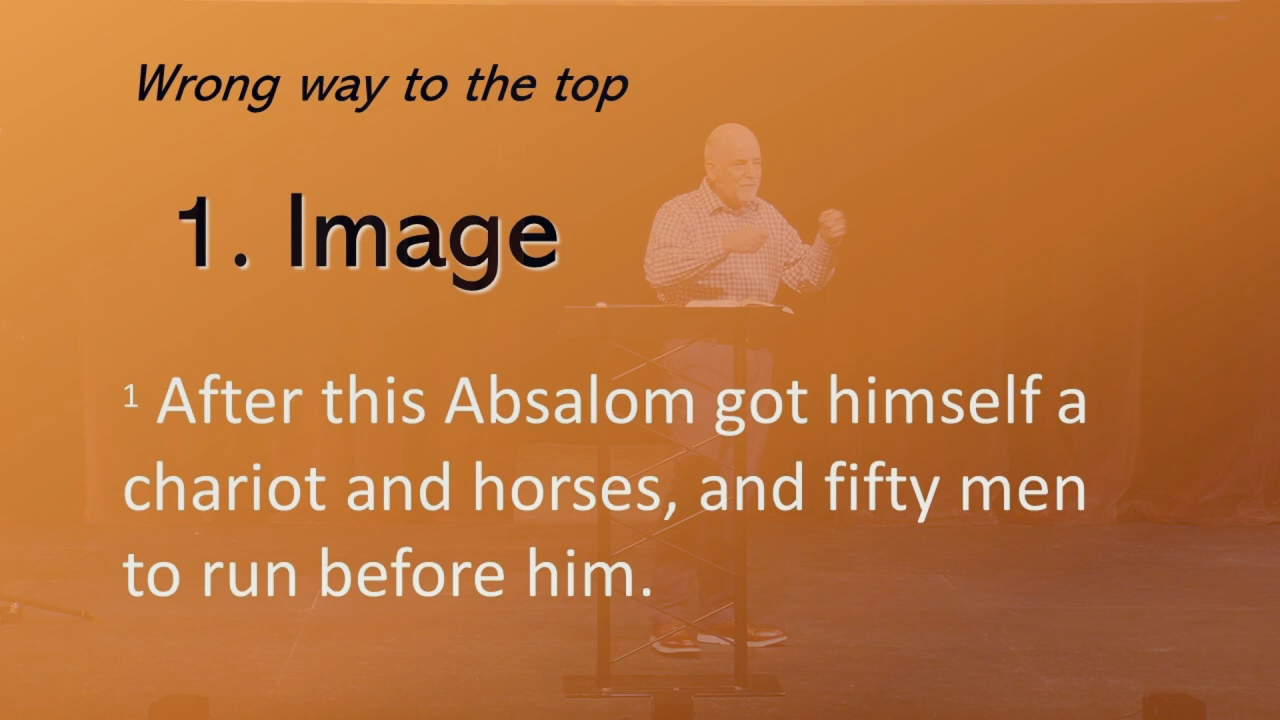 Wrong way to the top
1. Image
1 After this Absalom got himself a
chariot and horses, and fifty men
to run before him.